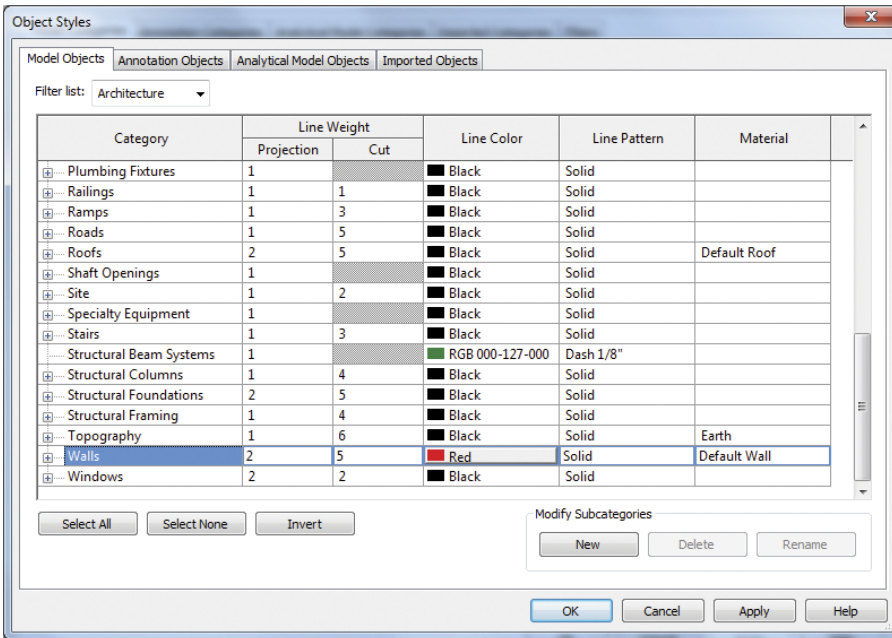 Object Styles
Model Objects Annotation Objects Analytical Model Objects Imported Objects
Filter list: Architecture
Category Line Weight Line Color Line Pattern Material
Projection Cut
Plumbing Fixtures 1 Black Solid
Railings 1 1 Black Solid
Ramps 1 3 Black Solid
Roads 1 5 Black Solid
Roofs 2 5 Black Solid Default Roof
Shaft Openings 1 Black Solid
Site 1 2 Black Solid
Specialty Equipment 1 Black Solid
Stairs 1 3 Black Solid
Structural Beam Systems 1 RGB 000-127-000 Dash 1/8"
Structural Columns 1 4 Black Solid
Structural Foundations 2 5 Black Solid
Structural Framing 1 4 Black Solid
Topography 1 6 Black Solid Earth
Walls 2 5 Red Solid Default Wall
Windows 2 2 Black Solid
Select All Select None Invert
Modify Subcategories
New Delete Rename
OK Cancel Apply Help